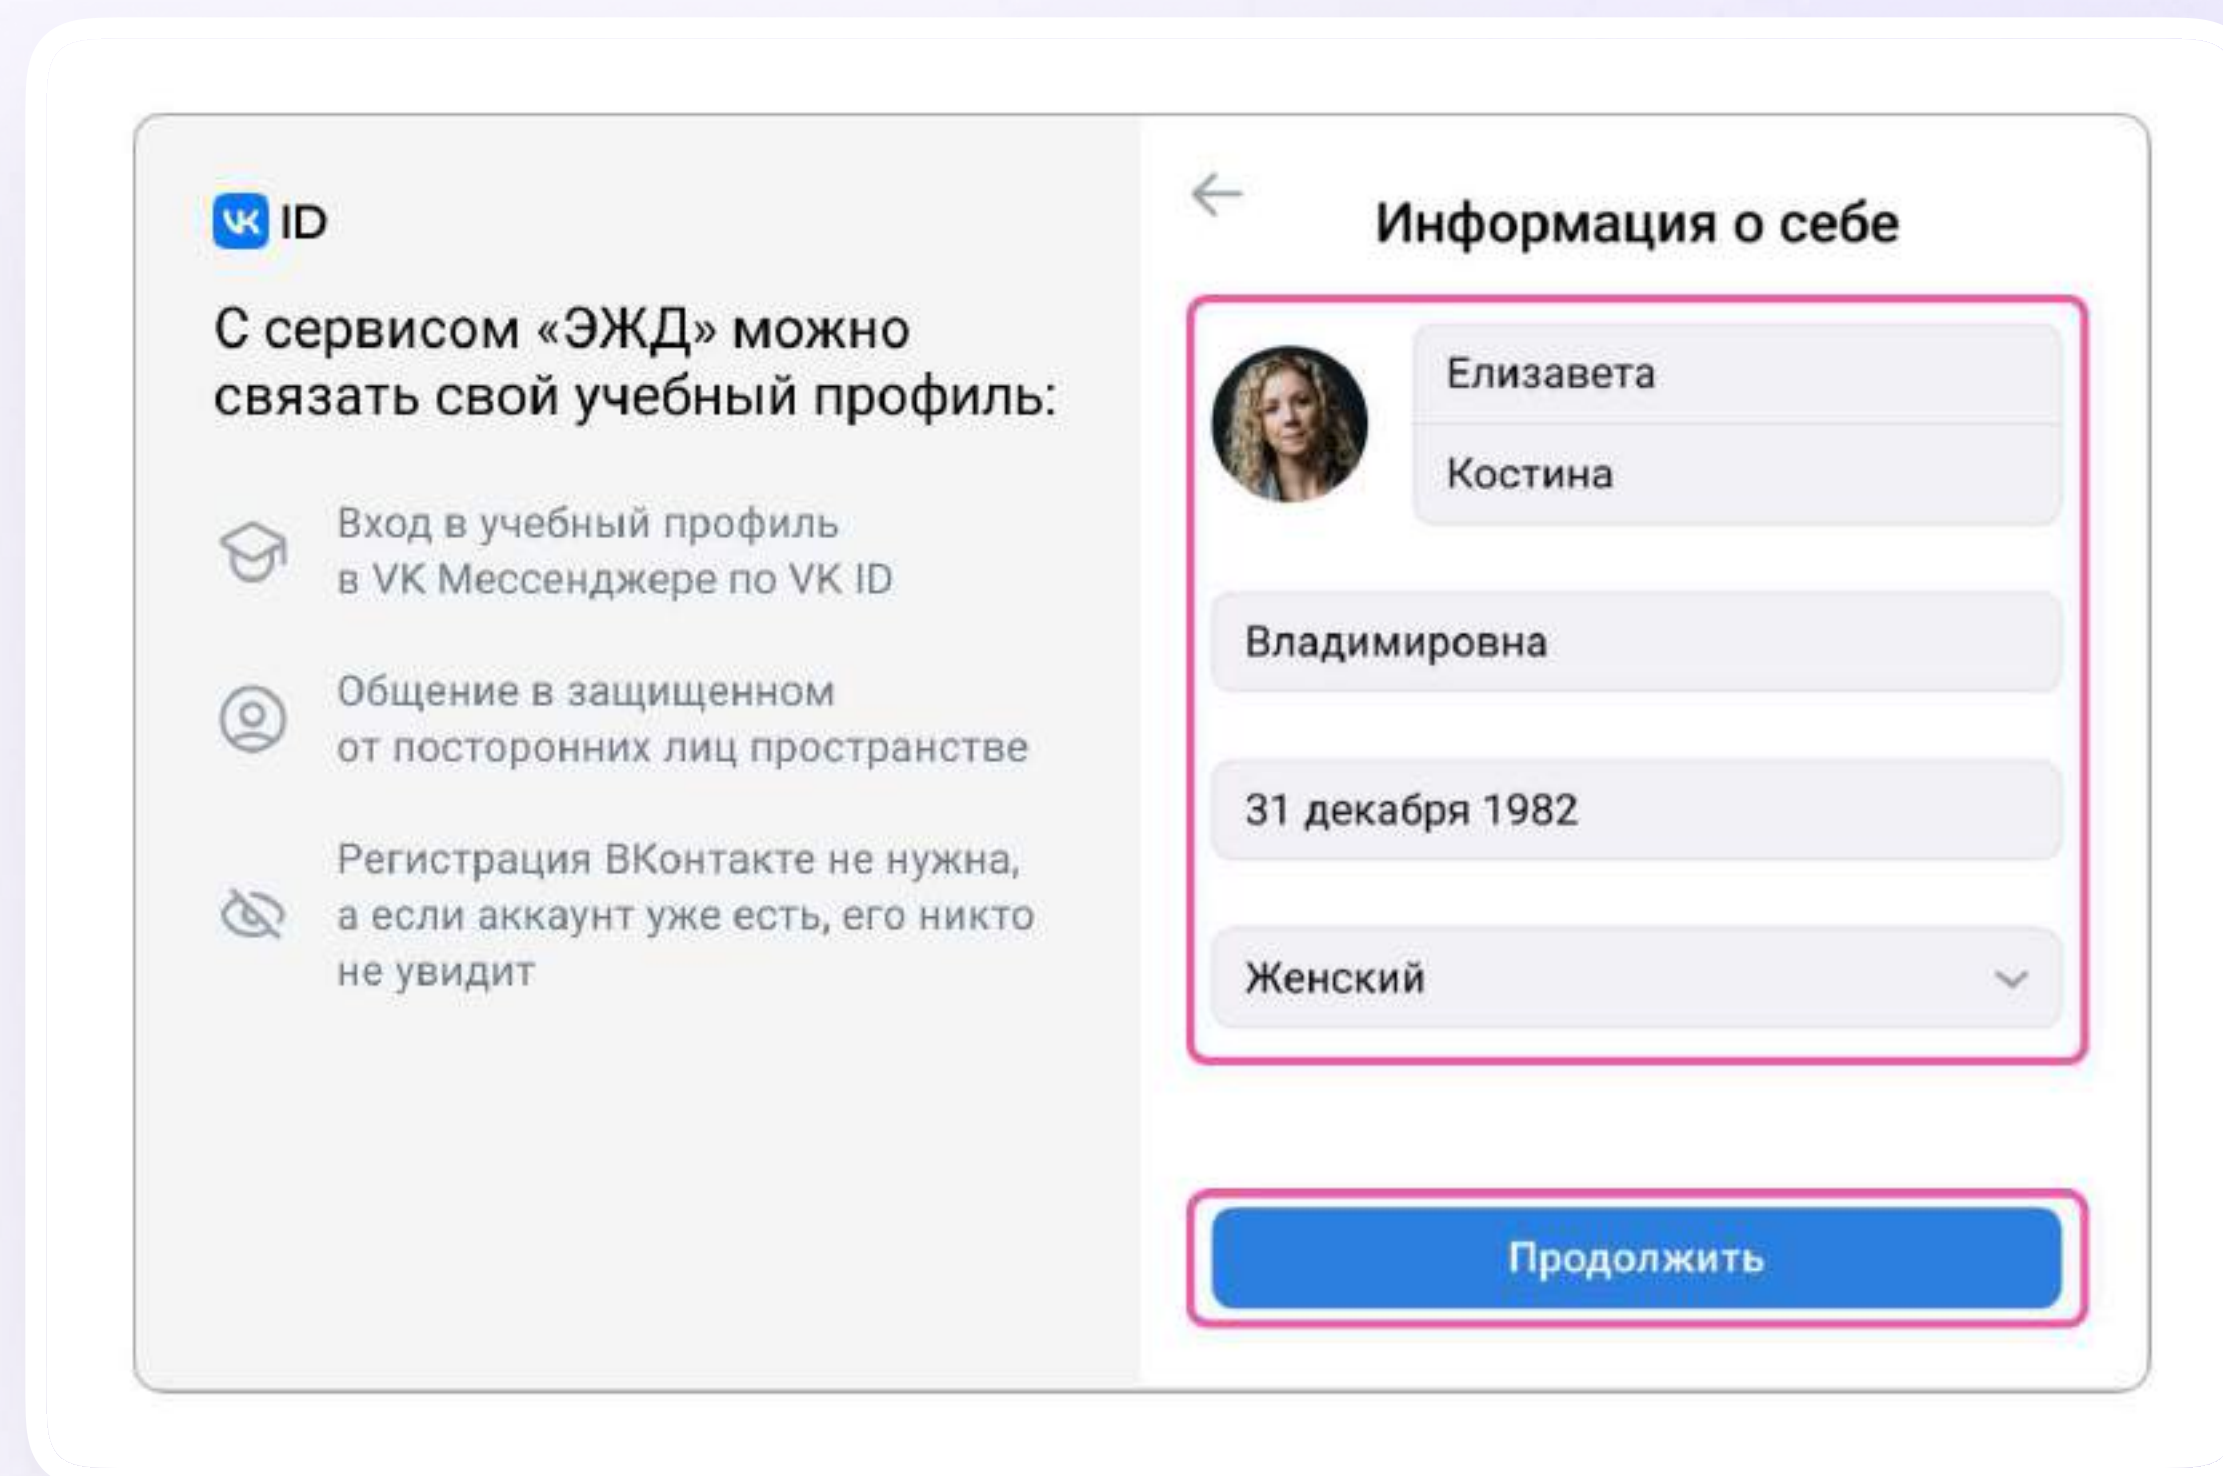 VK ID
С сервисом «ЭЖД» можно
связать свой учебный профиль:
Вход в учебный профиль
в VK Мессенджере по VK ID
Общение в защищенном
от посторонних лиц пространстве
Регистрация ВКонтакте не нужна,
а если аккаунт уже есть, его никто
не увидит
Информация о себе
Елизавета
Костина
Владимировна
31 декабря 1982
Женский
Продолжить